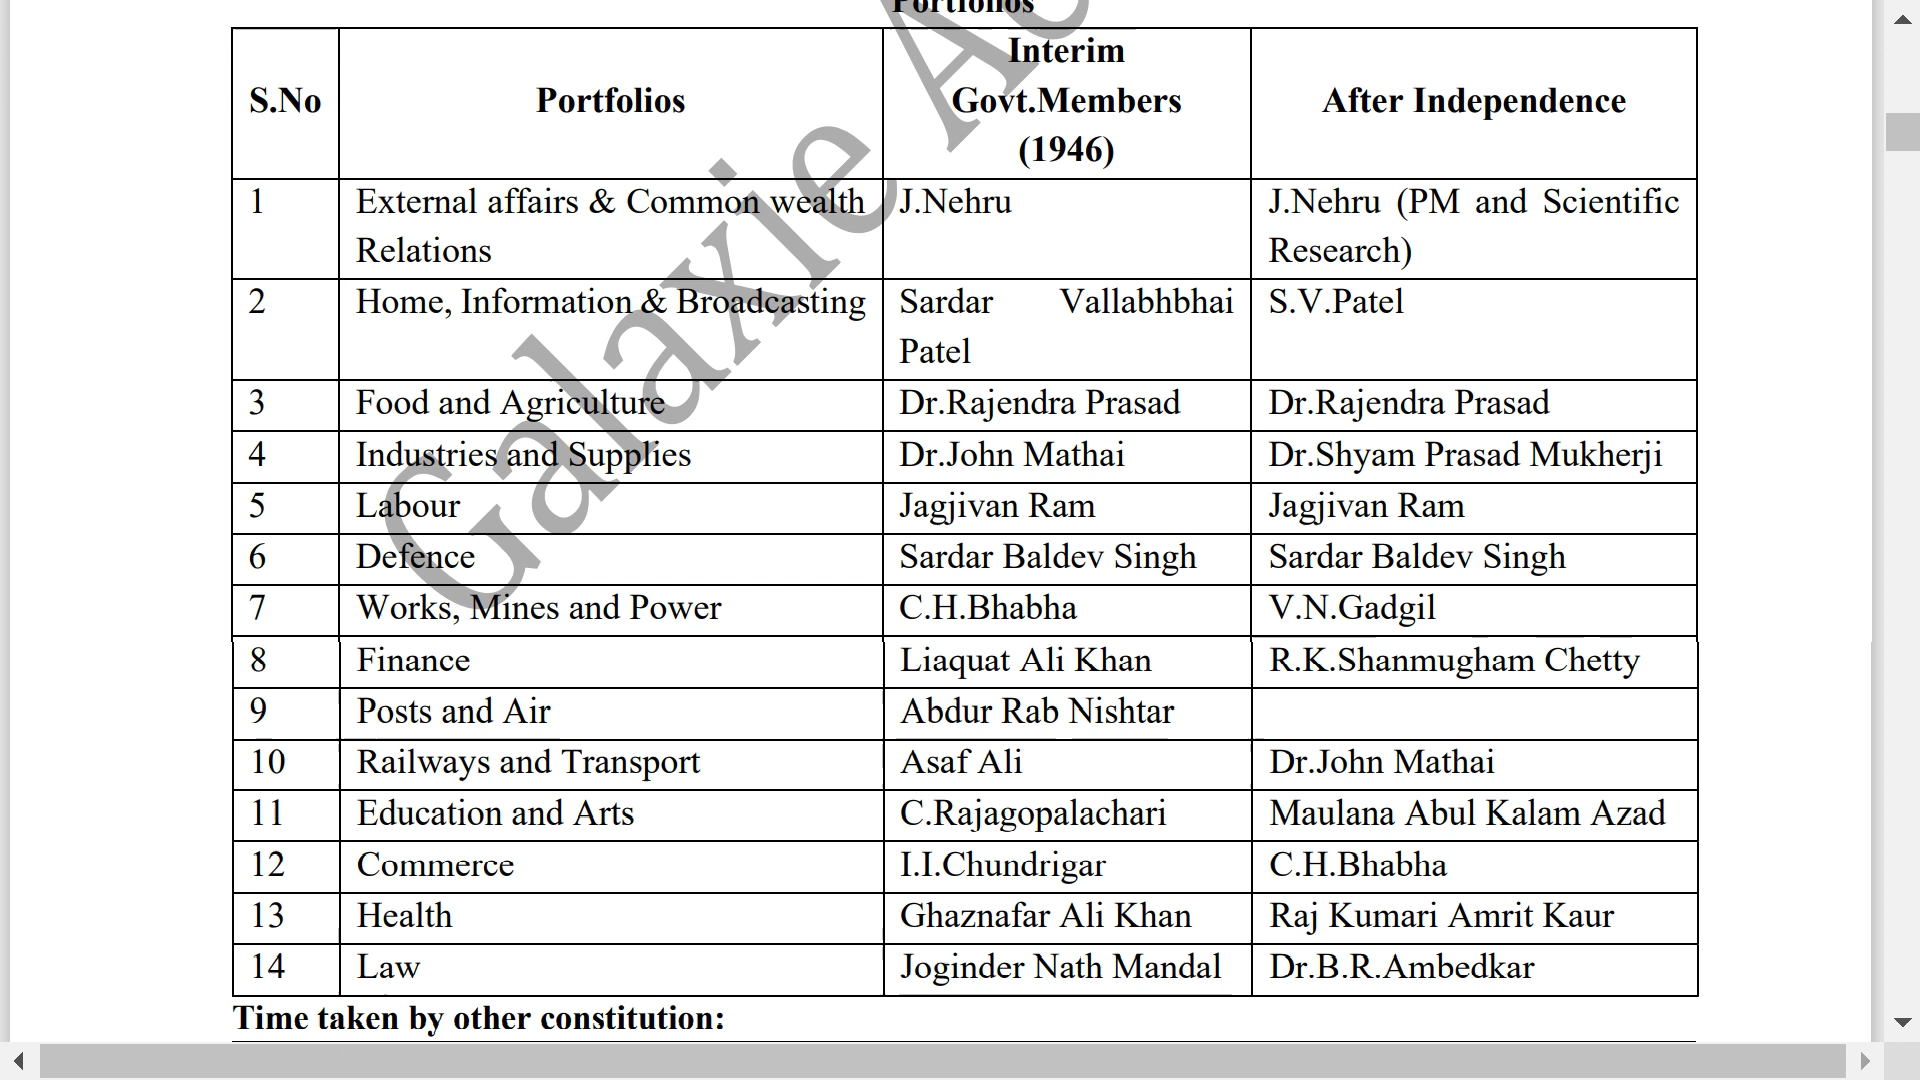 Portfolios
S.No Portfolios Interim Govt.Members (1946) After Independence
1 External affairs & Common wealth Relations J.Nehru J.Nehru (PM and Scientific Research)
2 Home, Information & Broadcasting Sardar Vallabhbhai Patel S.V.Patel
3 Food and Agriculture Dr.Rajendra Prasad Dr.Rajendra Prasad
4 Industries and Supplies Dr.John Mathai Dr.Shyam Prasad Mukherji
5 Labour Jagjivan Ram Jagjivan Ram
6 Defence Sardar Baldev Singh Sardar Baldev Singh
7 Works, Mines and Power C.H.Bhabha V.N.Gadgil
8 Finance Liaquat Ali Khan R.K.Shanmugham Chetty
9 Posts and Air Abdur Rab Nishtar
10 Railways and Transport Asaf Ali Dr.John Mathai
11 Education and Arts C.Rajagopalachari Maulana Abul Kalam Azad
12 Commerce I.I.Chundrigar C.H.Bhabha
13 Health Ghaznafar Ali Khan Raj Kumari Amrit Kaur
14 Law Joginder Nath Mandal Dr.B.R.Ambedkar
Time taken by other constitution:
Galaxie